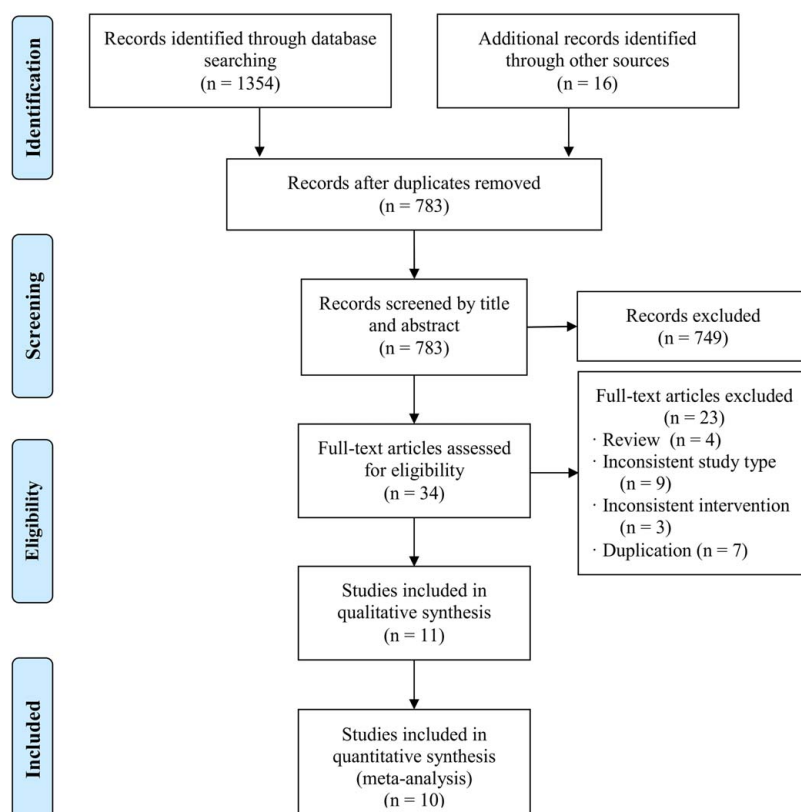 Identification
Records identified through database
searching
(n = 1354)
Additional records identified
through other sources
(n = 16)
Records after duplicates removed
(n = 783)
Screening
Records screened by title
and abstract
(n = 783)
Records excluded
(n = 749)
Eligibility
Full-text articles assessed
for eligibility
(n = 34)
Full-text articles excluded
(n = 23)
· Review (n = 4)
· Inconsistent study type
(n = 9)
· Inconsistent intervention
(n = 3)
· Duplication (n = 7)
Studies included in
qualitative synthesis
(n = 11)
Included
Studies included in
quantitative synthesis
(meta-analysis)
(n = 10)